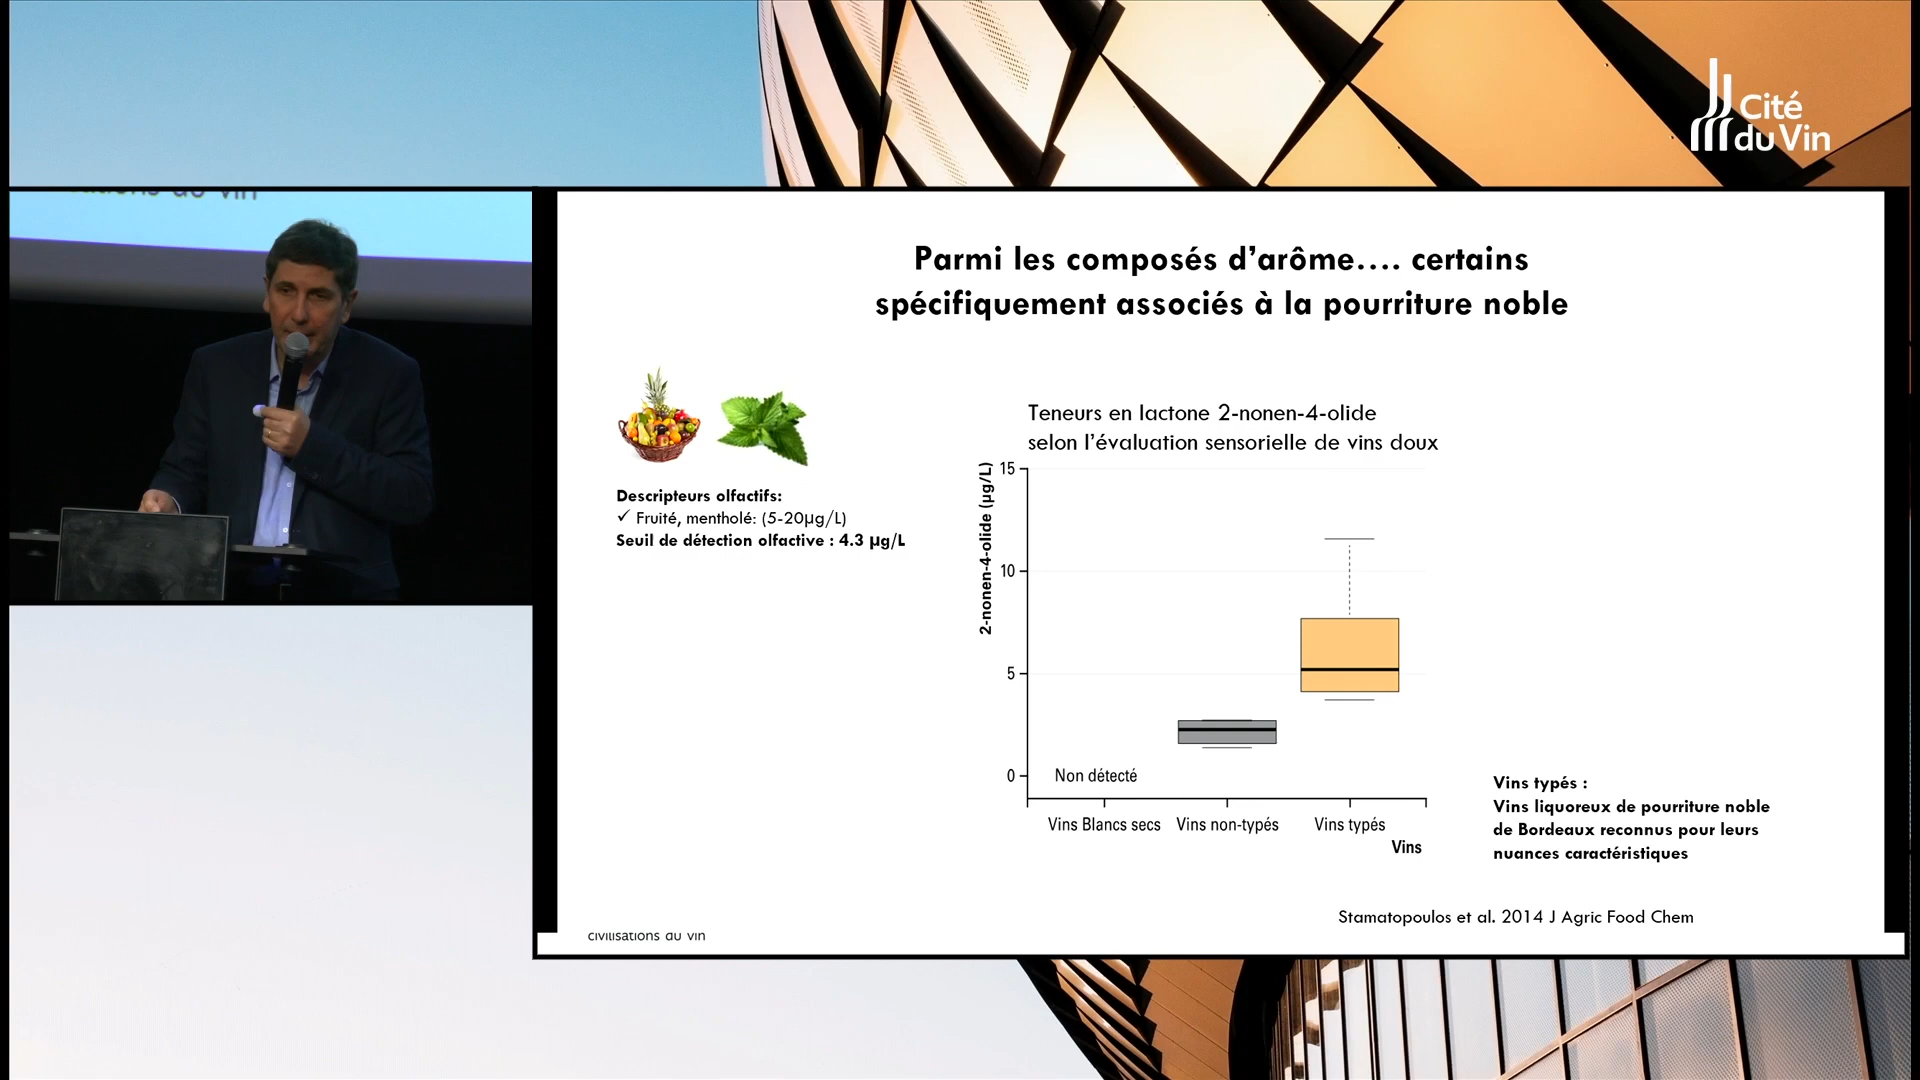 Cité
du Vin
du vin
Parmi les composés d’arôme.... certains
spécifiquement associés à la pourriture noble
Descripteurs olfactifs:
✓ Fruité, mentholé: (5-20µg/L)
Seuil de détection olfactive : 4.3 µg/L
Teneurs en lactone 2-nonen-4-olide
selon l’évaluation sensorielle de vins doux
2-nonen-4-olide (µg/L)
15
10
5
0
Non détecté
Vins Blancs secs
Vins non-typés
Vins typés
Vins
Vins typés :
Vins liquoreux de pourriture noble
de Bordeaux reconnus pour leurs
nuances caractéristiques
Stamatopoulos et al. 2014 J Agric Food Chem
civilisations du vin